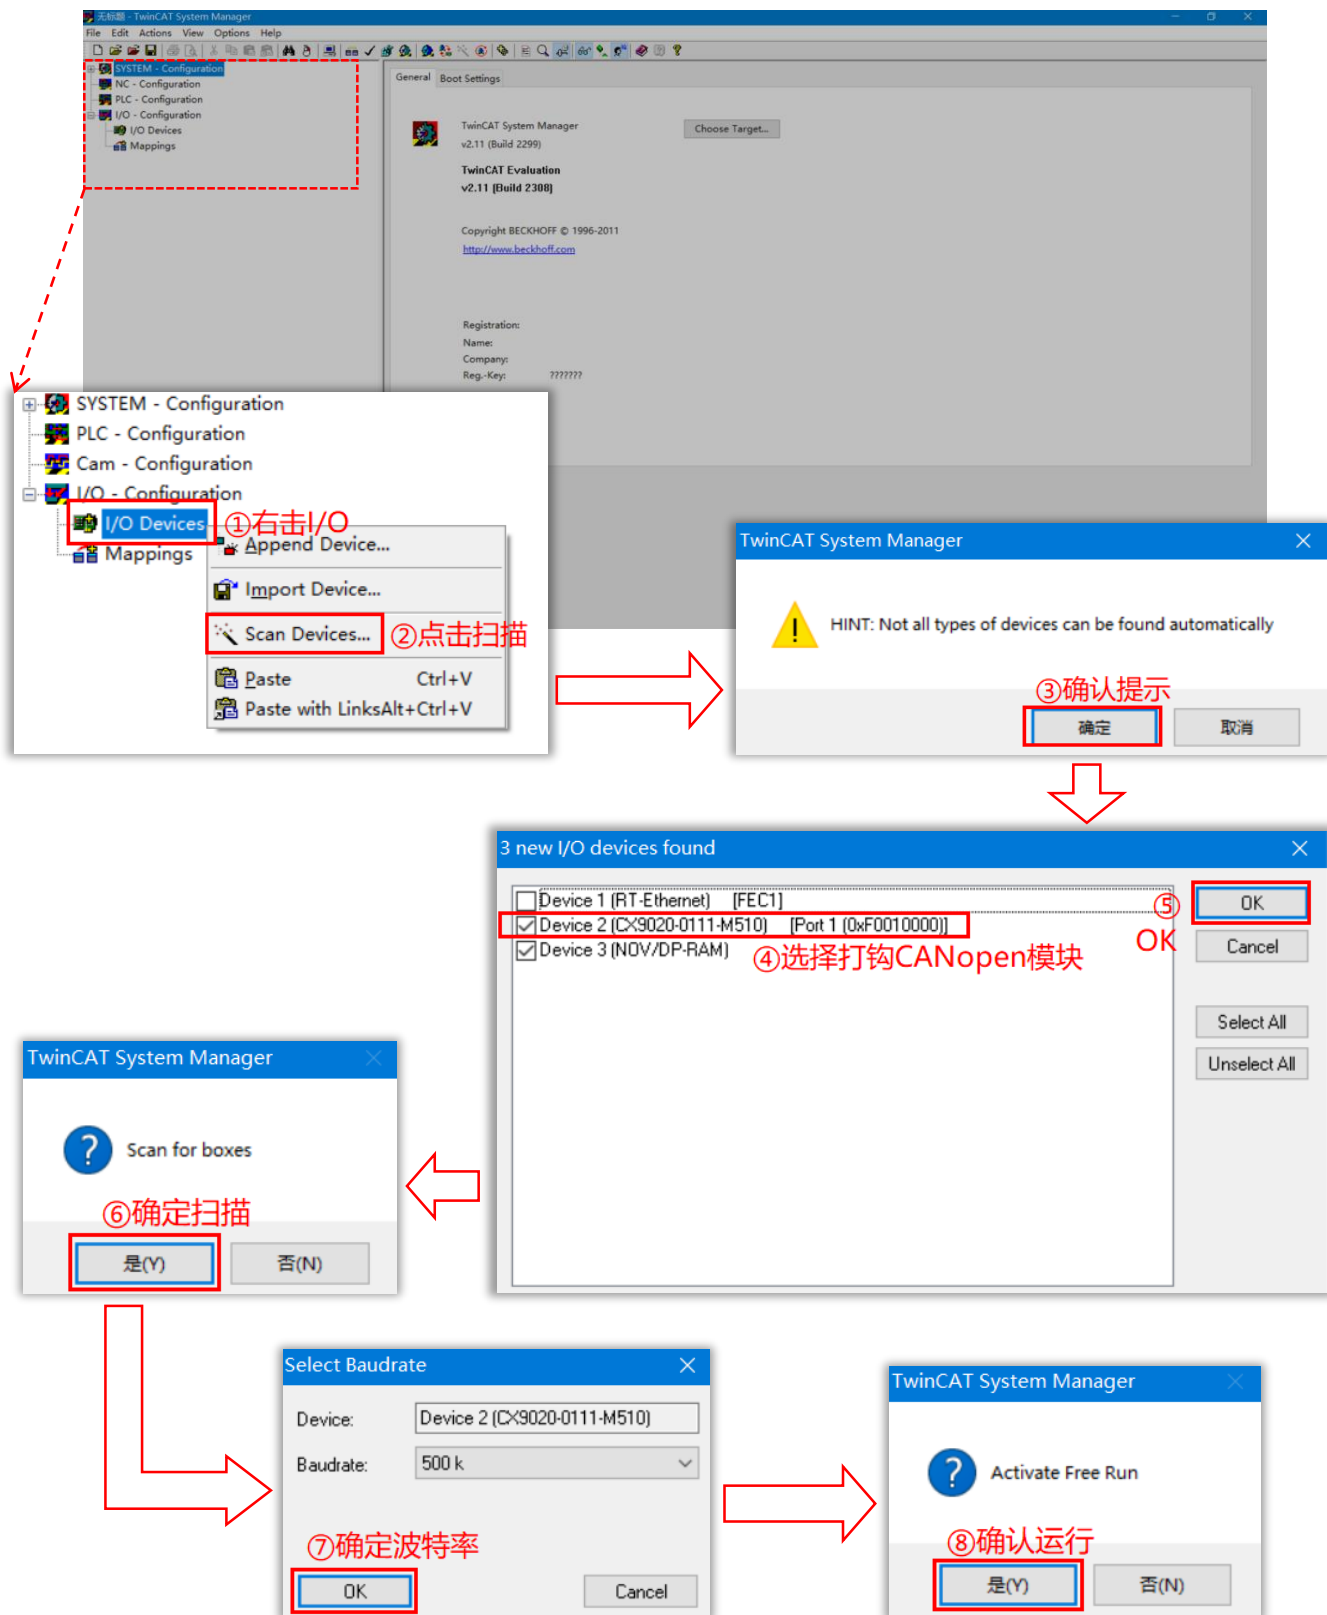 无标题 - TwinCAT System Manager
File Edit Actions View Options Help
SYSTEM - Configuration
NC - Configuration
PLC - Configuration
I/O - Configuration
I/O Devices
Mappings
General Boot Settings
TwinCAT System Manager
v2.11 (Build 2299)
Choose Target...
TwinCAT Evaluation
v2.11 (Build 2308)
Copyright BECKHOFF © 1996-2011
http://www.beckhoff.com
Registration:
Name:
Company:
Reg.-Key: ???????
SYSTEM - Configuration
PLC - Configuration
Cam - Configuration
I/O - Configuration
I/O Devices
①右击I/O
Mappings
Append Device...
Import Device...
Scan Devices...
②点击扫描
Paste Ctrl+V
Paste with LinksAlt+Ctrl+V
TwinCAT System Manager
HINT: Not all types of devices can be found automatically
③确认提示
确定 取消
3 new I/O devices found
Device 1 (RT-Ethernet) [FEC1]
Device 2 (CX9020-0111-M510) [Port 1 (0xF0010000)]
Device 3 (NOV/DP-RAM)
④选择打钩CANopen模块
⑤
OK
OK
Cancel
Select All
Unselect All
TwinCAT System Manager
Scan for boxes
⑥确定扫描
是(Y) 否(N)
Select Baudrate
Device: Device 2 (CX9020-0111-M510)
Baudrate: 500 k
⑦确定波特率
OK Cancel
TwinCAT System Manager
Activate Free Run
⑧确认运行
是(Y) 否(N)